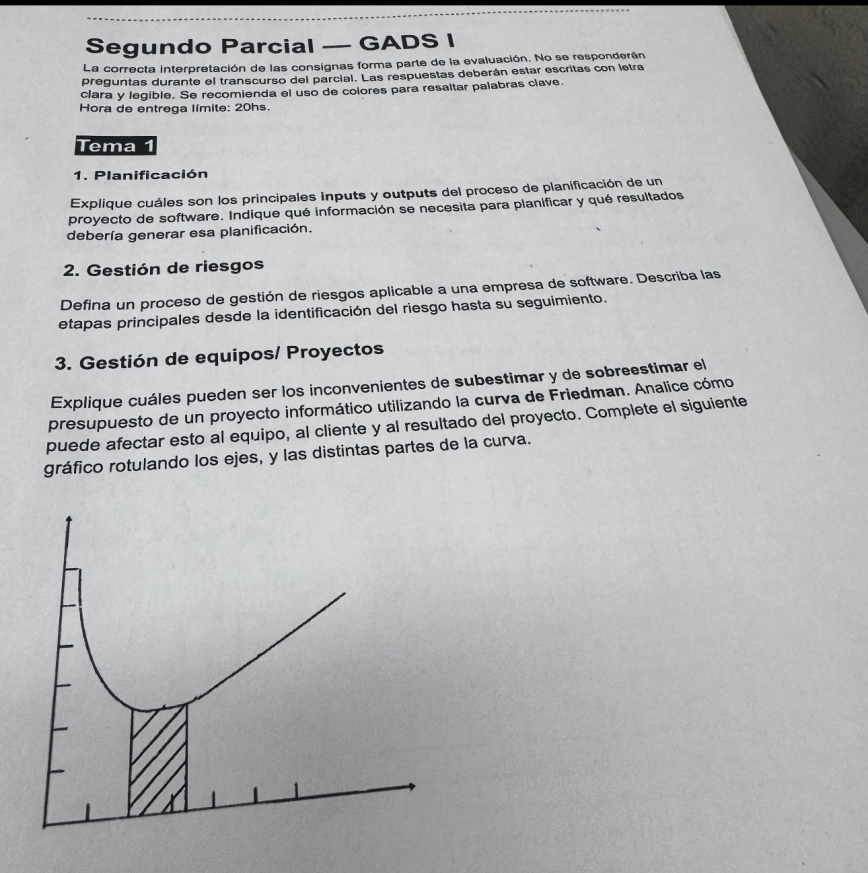 Segundo Parcial — GADS I
La correcta interpretación de las consignas forma parte de la evaluación. No se responderán
preguntas durante el transcurso del parcial. Las respuestas deberán estar escritas con letra
clara y legible. Se recomienda el uso de colores para resaltar palabras clave.
Hora de entrega límite: 20hs.
Tema 1
1. Planificación
Explique cuáles son los principales inputs y outputs del proceso de planificación de un
proyecto de software. Indique qué información se necesita para planificar y qué resultados
debería generar esa planificación.
2. Gestión de riesgos
Defina un proceso de gestión de riesgos aplicable a una empresa de software. Describa las
etapas principales desde la identificación del riesgo hasta su seguimiento.
3. Gestión de equipos/ Proyectos
Explique cuáles pueden ser los inconvenientes de subestimar y de sobreestimar el
presupuesto de un proyecto informático utilizando la curva de Friedman. Analice cómo
puede afectar esto al equipo, al cliente y al resultado del proyecto. Complete el siguiente
gráfico rotulando los ejes, y las distintas partes de la curva.